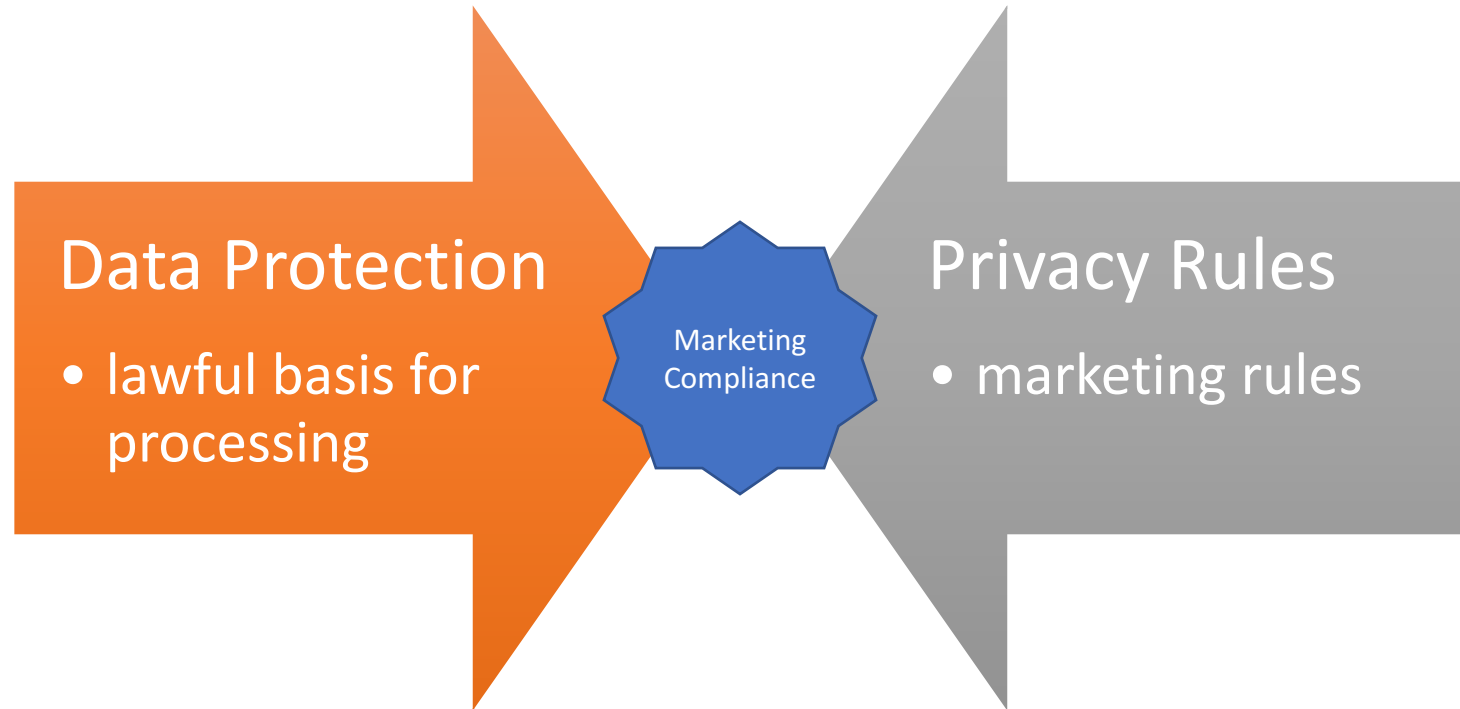 Data Protection
• lawful basis for
processing
Marketing
Compliance
Privacy Rules
• marketing rules